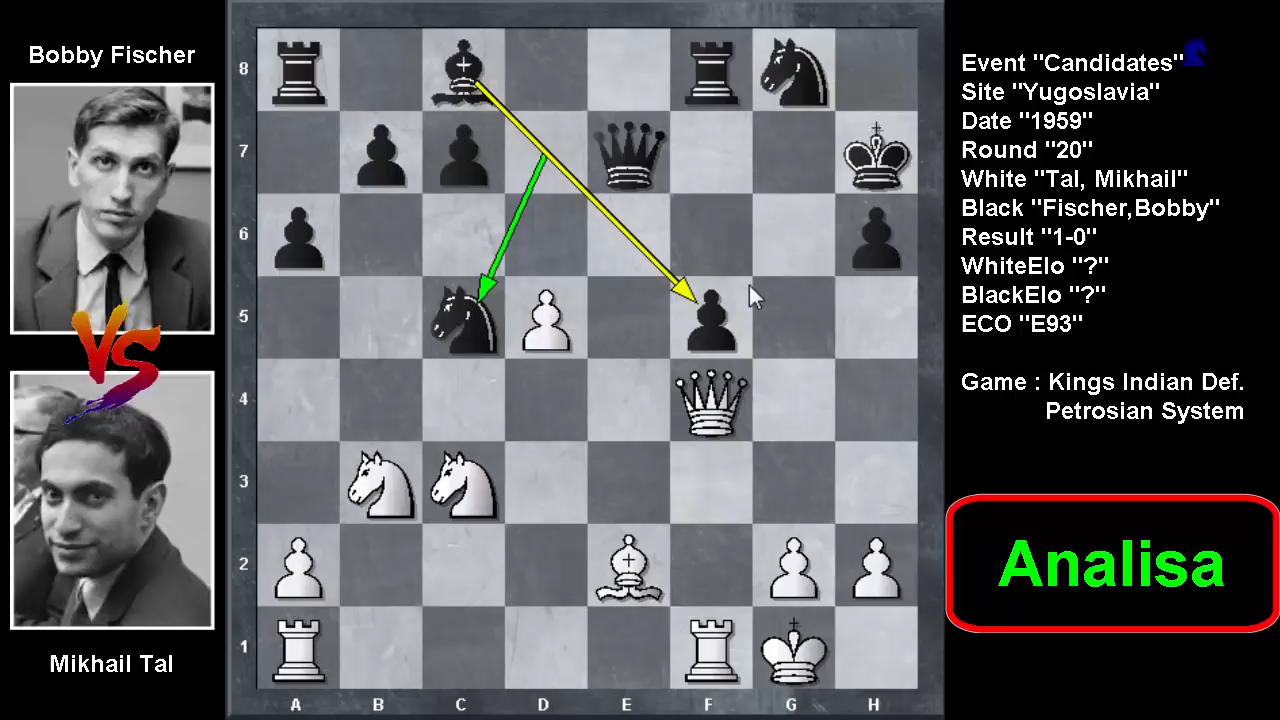 Bobby Fischer
VS
Mikhail Tal
8
7
6
5
4
3
2
1
A B C D E F G H
Event "Candidates"
Site "Yugoslavia"
Date "1959"
Round "20"
White "Tal, Mikhail"
Black "Fischer,Bobby"
Result "1-0"
WhiteElo "?"
BlackElo "?"
ECO "E93"
Game : Kings Indian Def.
Petrosian System
Analisa